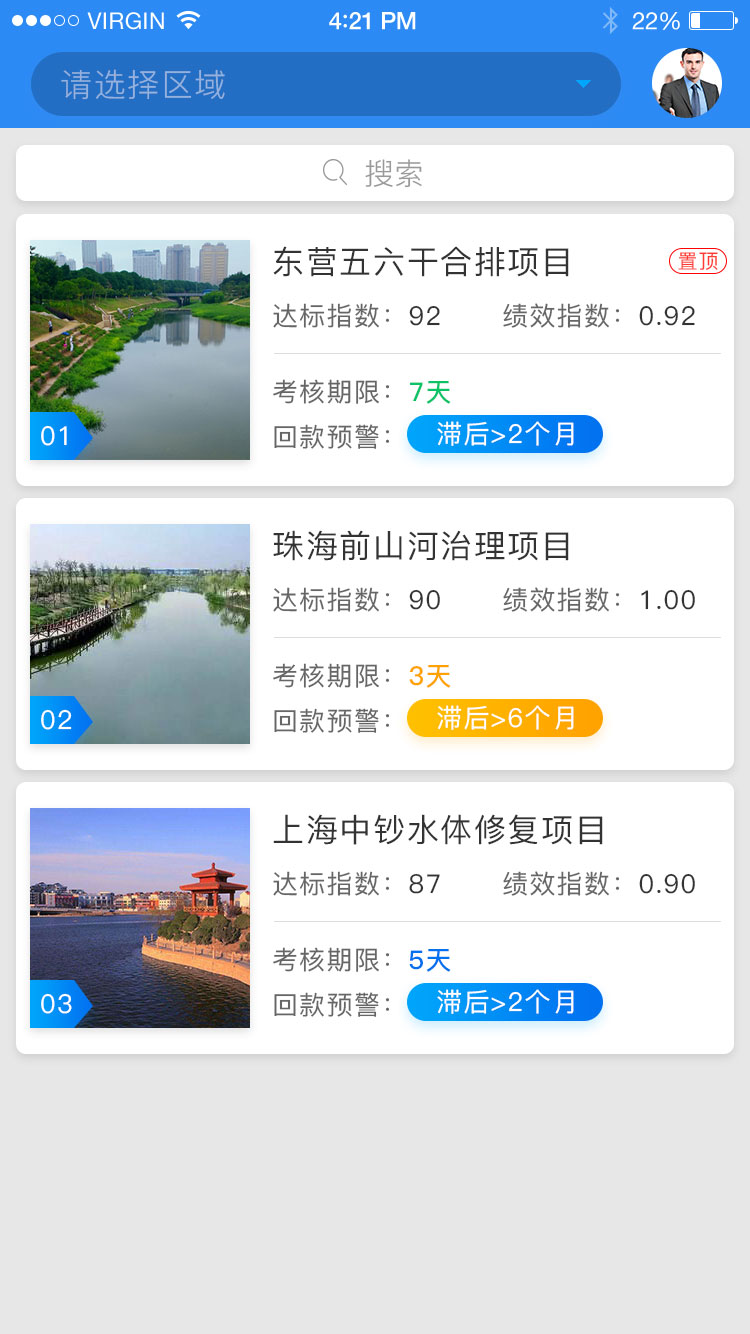 VIRGIN 4:21 PM 22%
请选择区域
搜索
东营五六干合排项目 置顶
达标指数：92 绩效指数：0.92
考核期限：7天
回款预警：滞后>2个月
01
珠海前山河治理项目
达标指数：90 绩效指数：1.00
考核期限：3天
回款预警：滞后>6个月
02
上海中钞水体修复项目
达标指数：87 绩效指数：0.90
考核期限：5天
回款预警：滞后>2个月
03